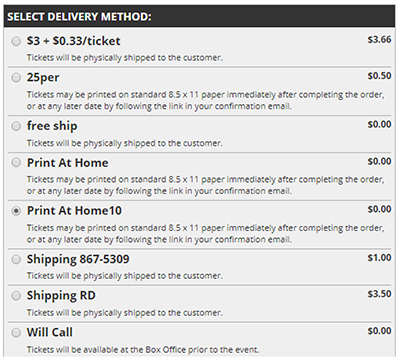 SELECT DELIVERY METHOD:
$3 + $0.33/ticket $3.66
Tickets will be physically shipped to the customer.
25per $0.50
Tickets may be printed on standard 8.5 x 11 paper immediately after completing the order,
or at any later date by following the link in your confirmation email.
free ship $0.00
Tickets will be physically shipped to the customer.
Print At Home $0.00
Tickets may be printed on standard 8.5 x 11 paper immediately after completing the order,
or at any later date by following the link in your confirmation email.
Print At Home10 $0.00
Tickets may be printed on standard 8.5 x 11 paper immediately after completing the order,
or at any later date by following the link in your confirmation email.
Shipping 867-5309 $1.00
Tickets will be physically shipped to the customer.
Shipping RD $3.50
Tickets will be physically shipped to the customer.
Will Call $0.00
Tickets will be available at the Box Office prior to the event.